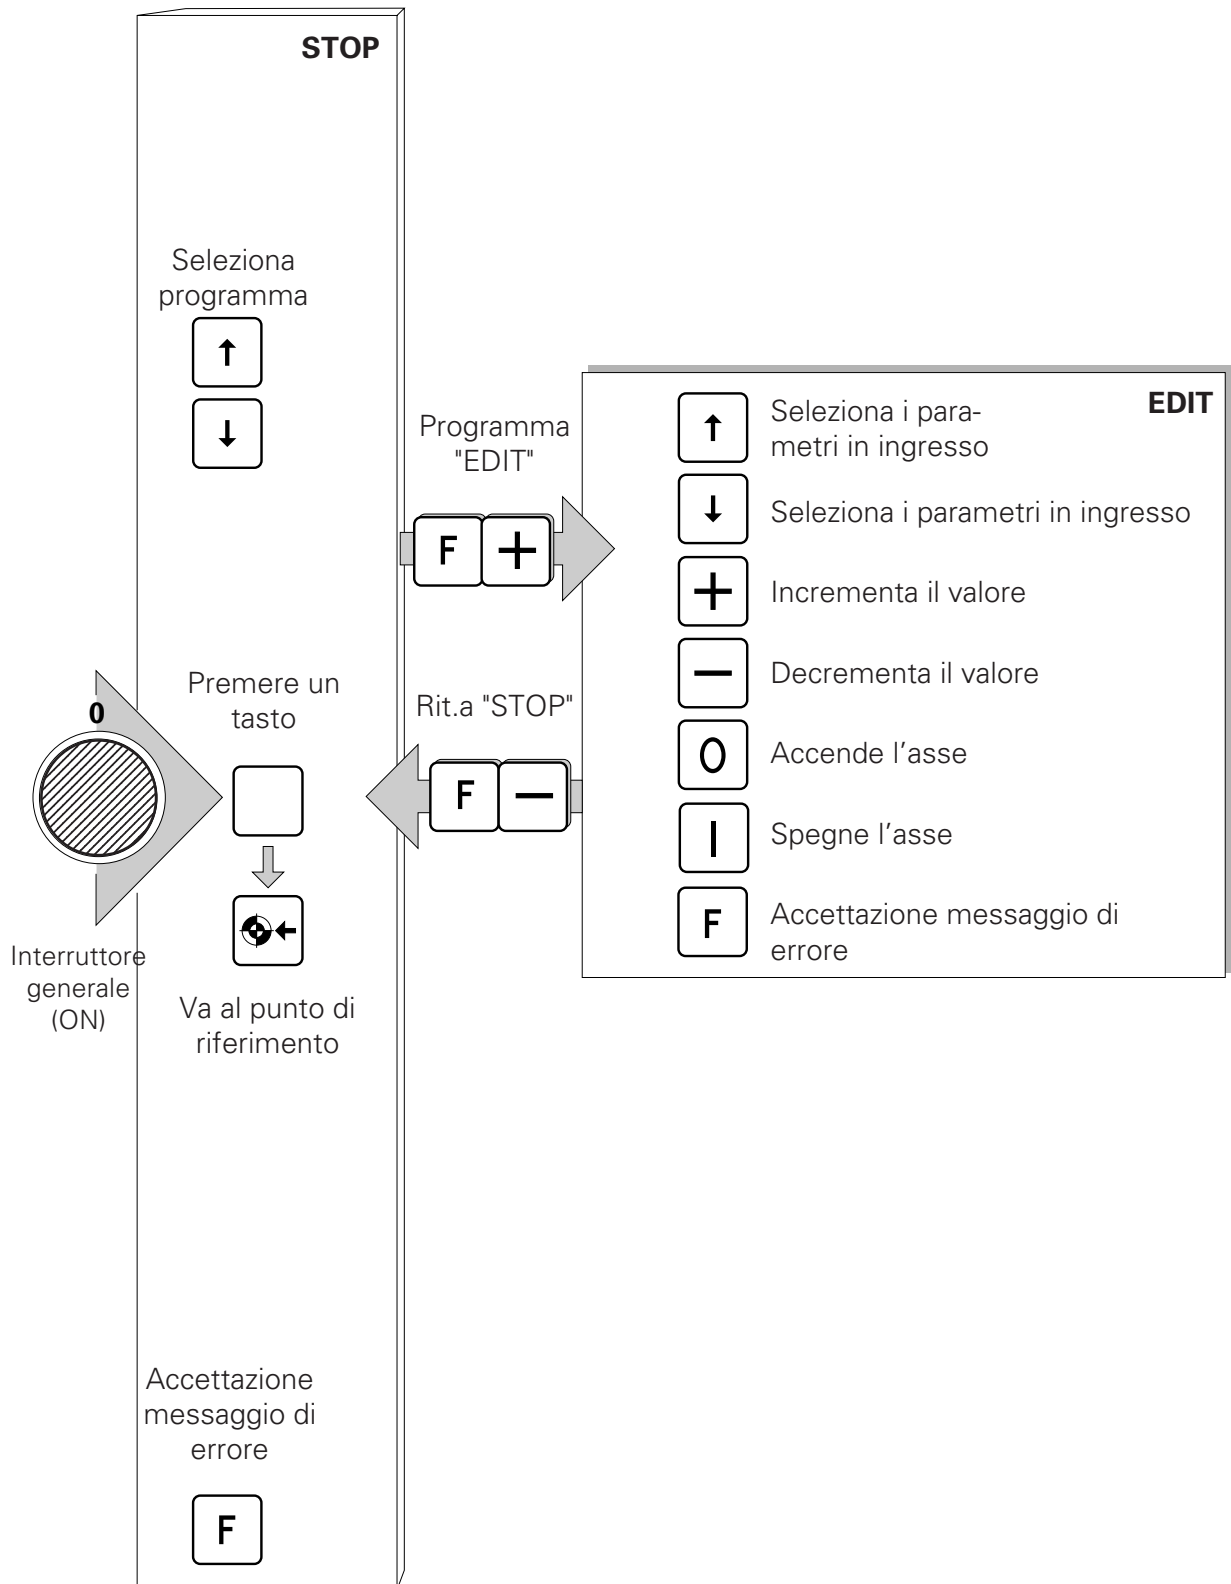 STOP
Seleziona
programma
↑
↓
Programma
"EDIT"
F +
Rit.a "STOP"
F −
0
Interruttore
generale
(ON)
Premere un
tasto
Va al punto di
riferimento
Accettazione
messaggio di
errore
F
EDIT
↑ Seleziona i para-
metri in ingresso
↓ Seleziona i parametri in ingresso
+ Incrementa il valore
− Decrementa il valore
O Accende l'asse
I Spegne l'asse
F Accettazione messaggio di
errore